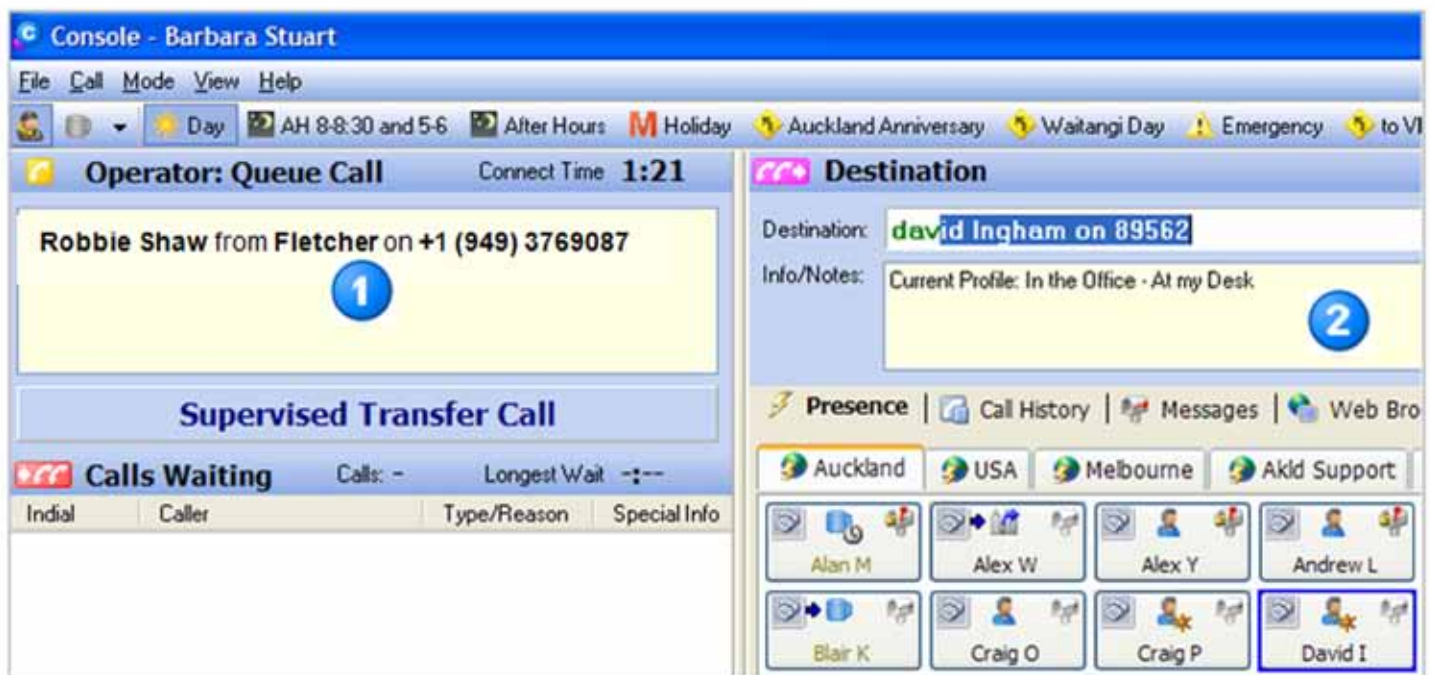 Console - Barbara Stuart
File Call Mode View Help
Day AH 8-8:30 and 5-6 After Hours Holiday Auckland Anniversary Waitangi Day Emergency to
Operator: Queue Call Connect Time 1:21
Robbie Shaw from Fletcher on +1 (949) 3769087
1
Supervised Transfer Call
Calls Waiting Calls: - Longest Wait -:--
Indial Caller Type/Reason Special Info
Destination
Destination: david Ingham on 89562
Info/Notes: Current Profile: In the Office - At my Desk
2
Presence | Call History | Messages | Web Bro
Auckland USA Melbourne Akld Support
Alan M Alex W Alex Y Andrew L
Blair K Craig O Craig P David I